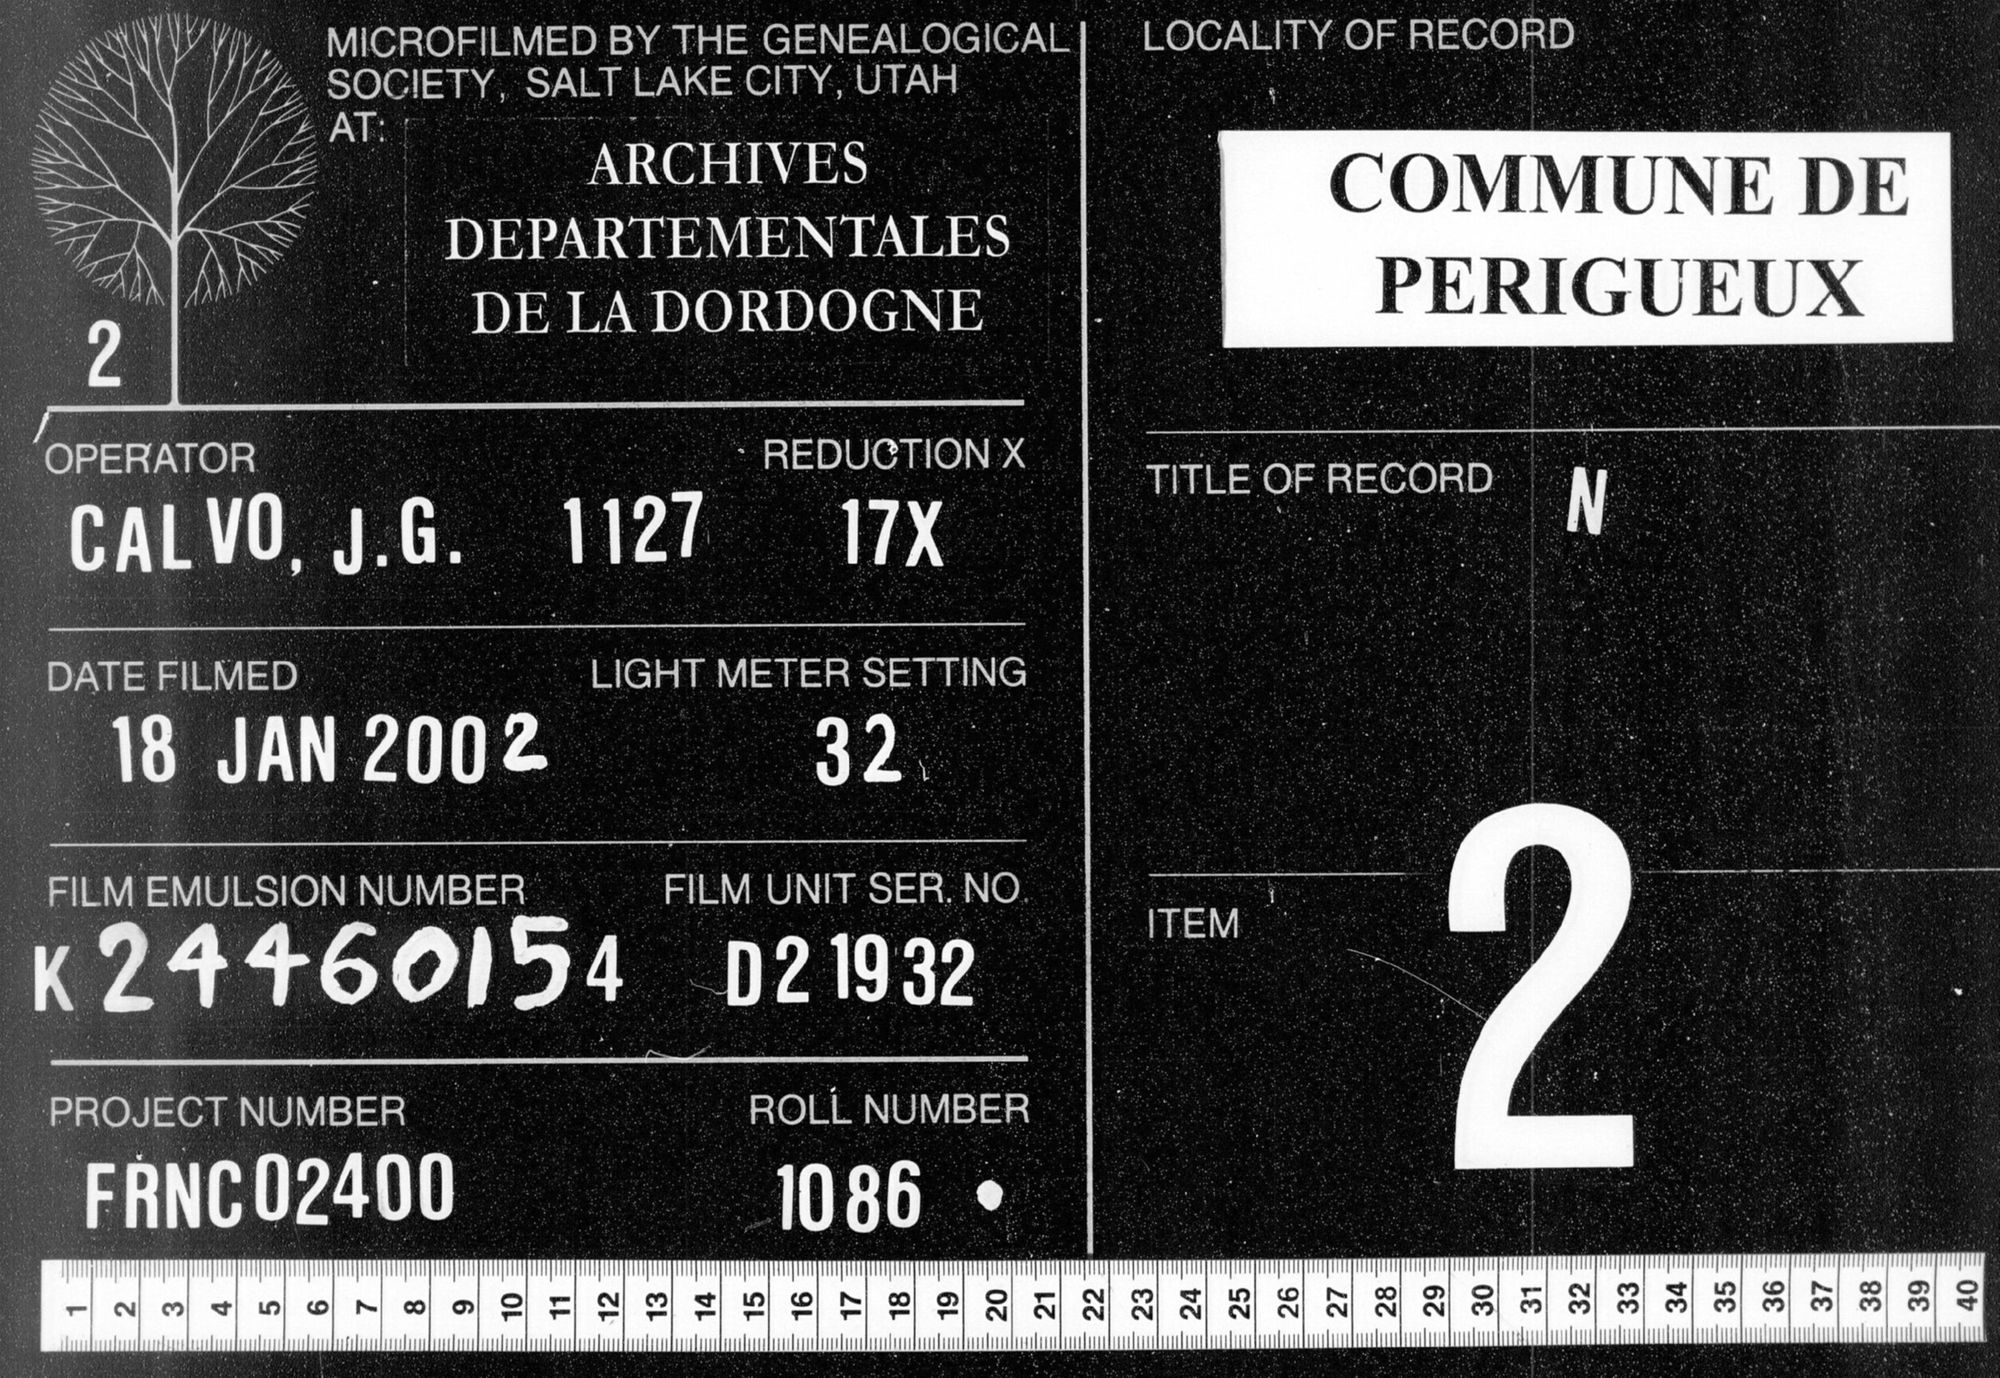 MICROFILMED BY THE GENEALOGICAL
SOCIETY, SALT LAKE CITY, UTAH
AT:
ARCHIVES
DEPARTEMENTALES
DE LA DORDOGNE
2
OPERATOR REDUCTION X
CALVO, J.G. 1127 17X
DATE FILMED LIGHT METER SETTING
18 JAN 2002 32
FILM EMULSION NUMBER FILM UNIT SER. NO.
K 24460154 D21932
PROJECT NUMBER ROLL NUMBER
FRNC02400 1086 •
LOCALITY OF RECORD
COMMUNE DE
PERIGUEUX
TITLE OF RECORD N
ITEM 2
1 2 3 4 5 6 7 8 9 10 11 12 13 14 15 16 17 18 19 20 21 22 23 24 25 26 27 28 29 30 31 32 33 34 35 36 37 38 39 40